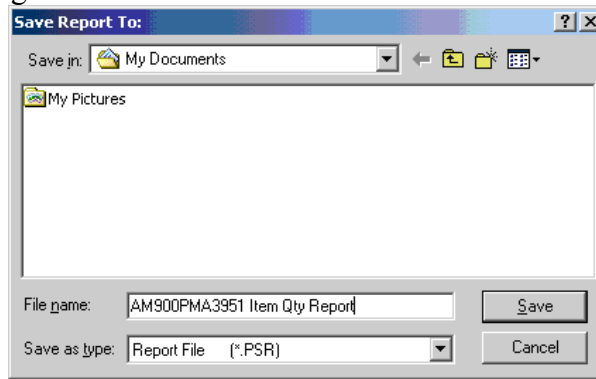 Save Report To:
Save in: My Documents
My Pictures
File name: AM900PMA3951 Item Qty Report
Save
Save as type: Report File (*.PSR)
Cancel